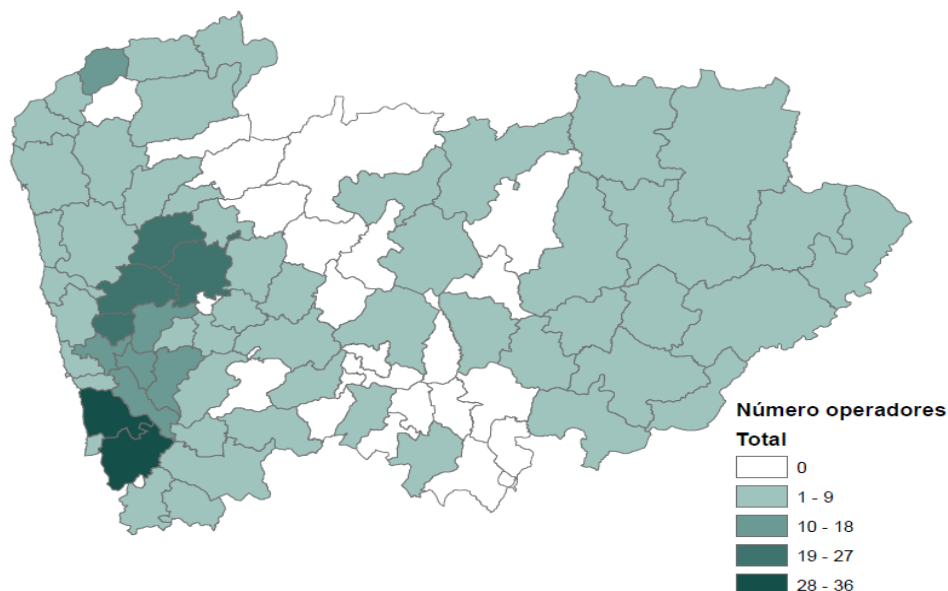 Número operadores
Total
0
1 - 9
10 - 18
19 - 27
28 - 36